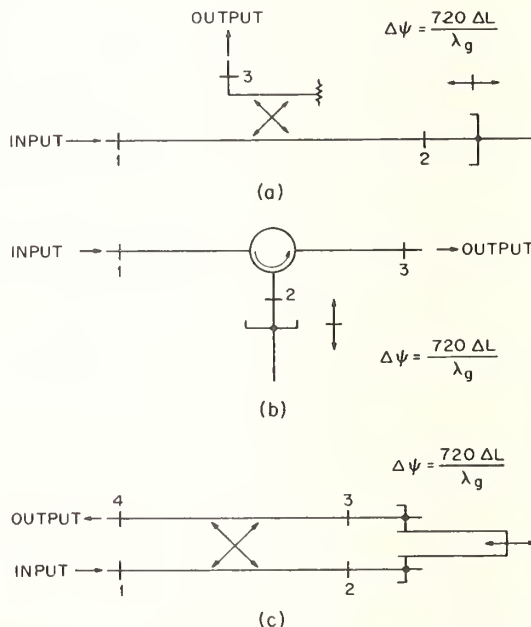 OUTPUT
Δψ = 720 ΔL / λg
3
INPUT
1
2
(a)
INPUT
1
3
OUTPUT
2
Δψ = 720 ΔL / λg
(b)
Δψ = 720 ΔL / λg
4
3
OUTPUT
INPUT
1
2
(c)